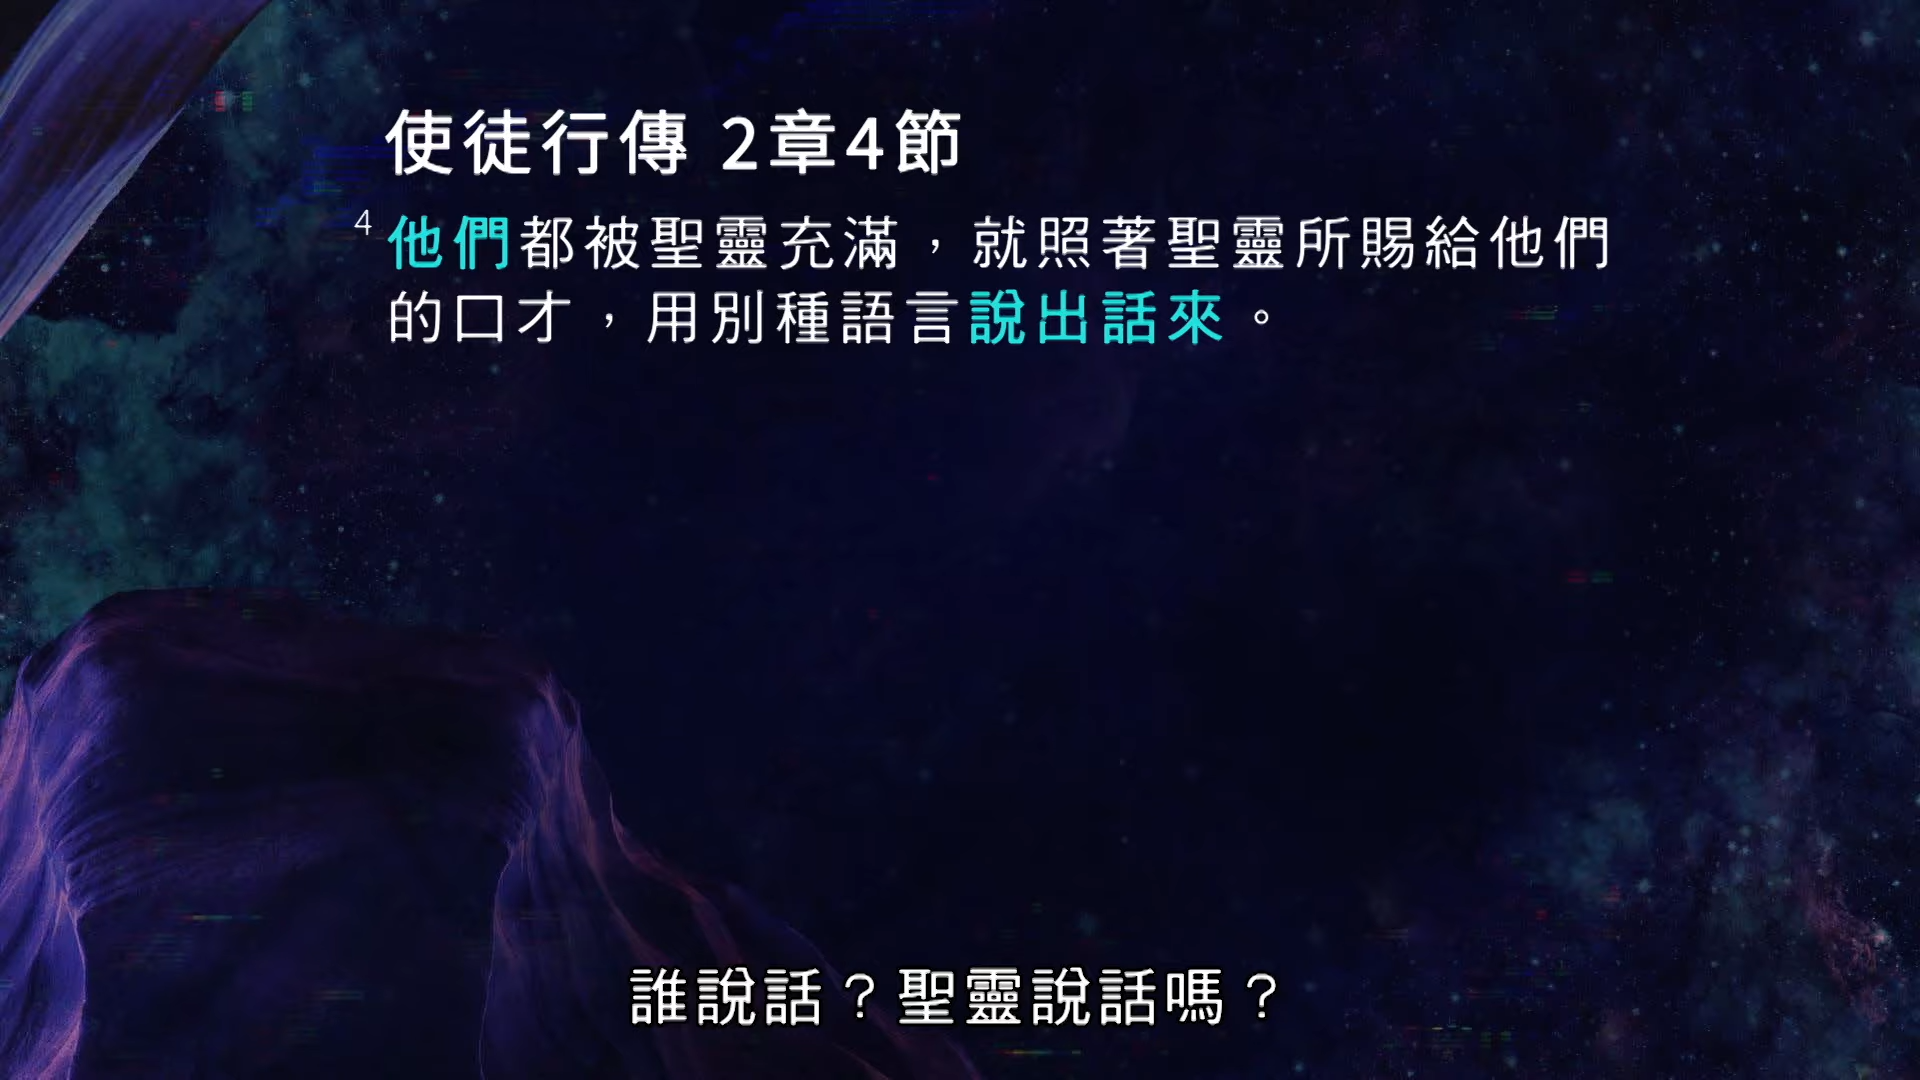 使徒行傳 2章4節
4 他們都被聖靈充滿，就照著聖靈所賜給他們
的口才，用別種語言說出話來。
誰說話？聖靈說話嗎？